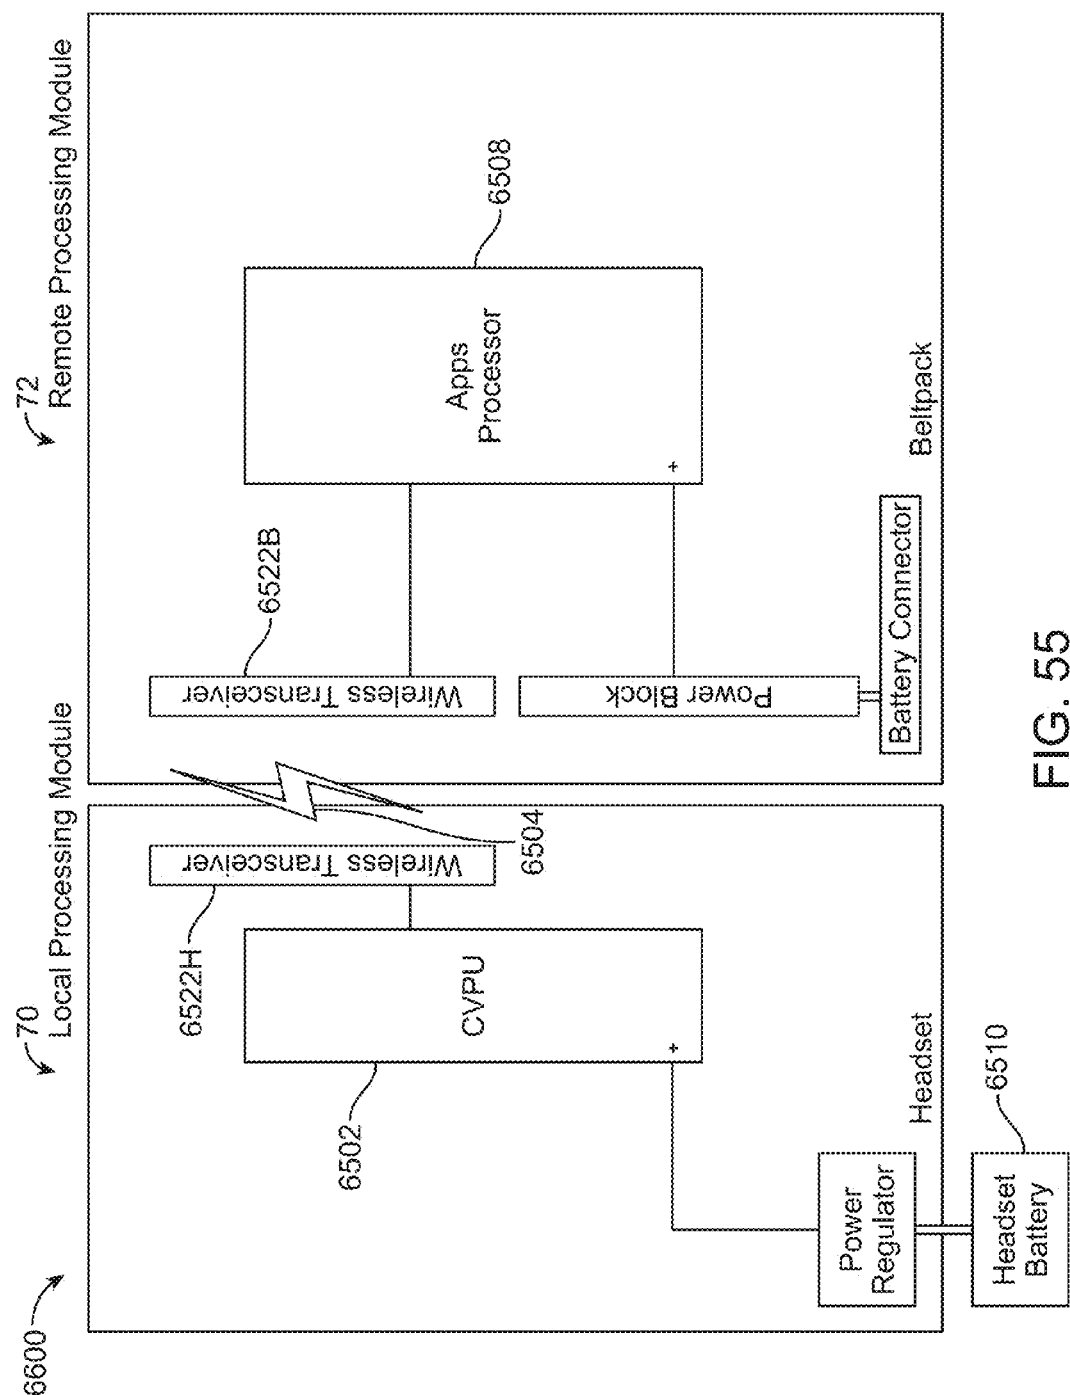 6600
70
Local Processing Module
72
Remote Processing Module
6522H
Wireless Transceiver
6504
6502
CVPU
+
Power
Regulator
Headset
Headset
Battery
6510
6522B
Wireless Transceiver
6508
Apps
Processor
+
Power Block
Battery Connector
Beltpack
FIG. 55